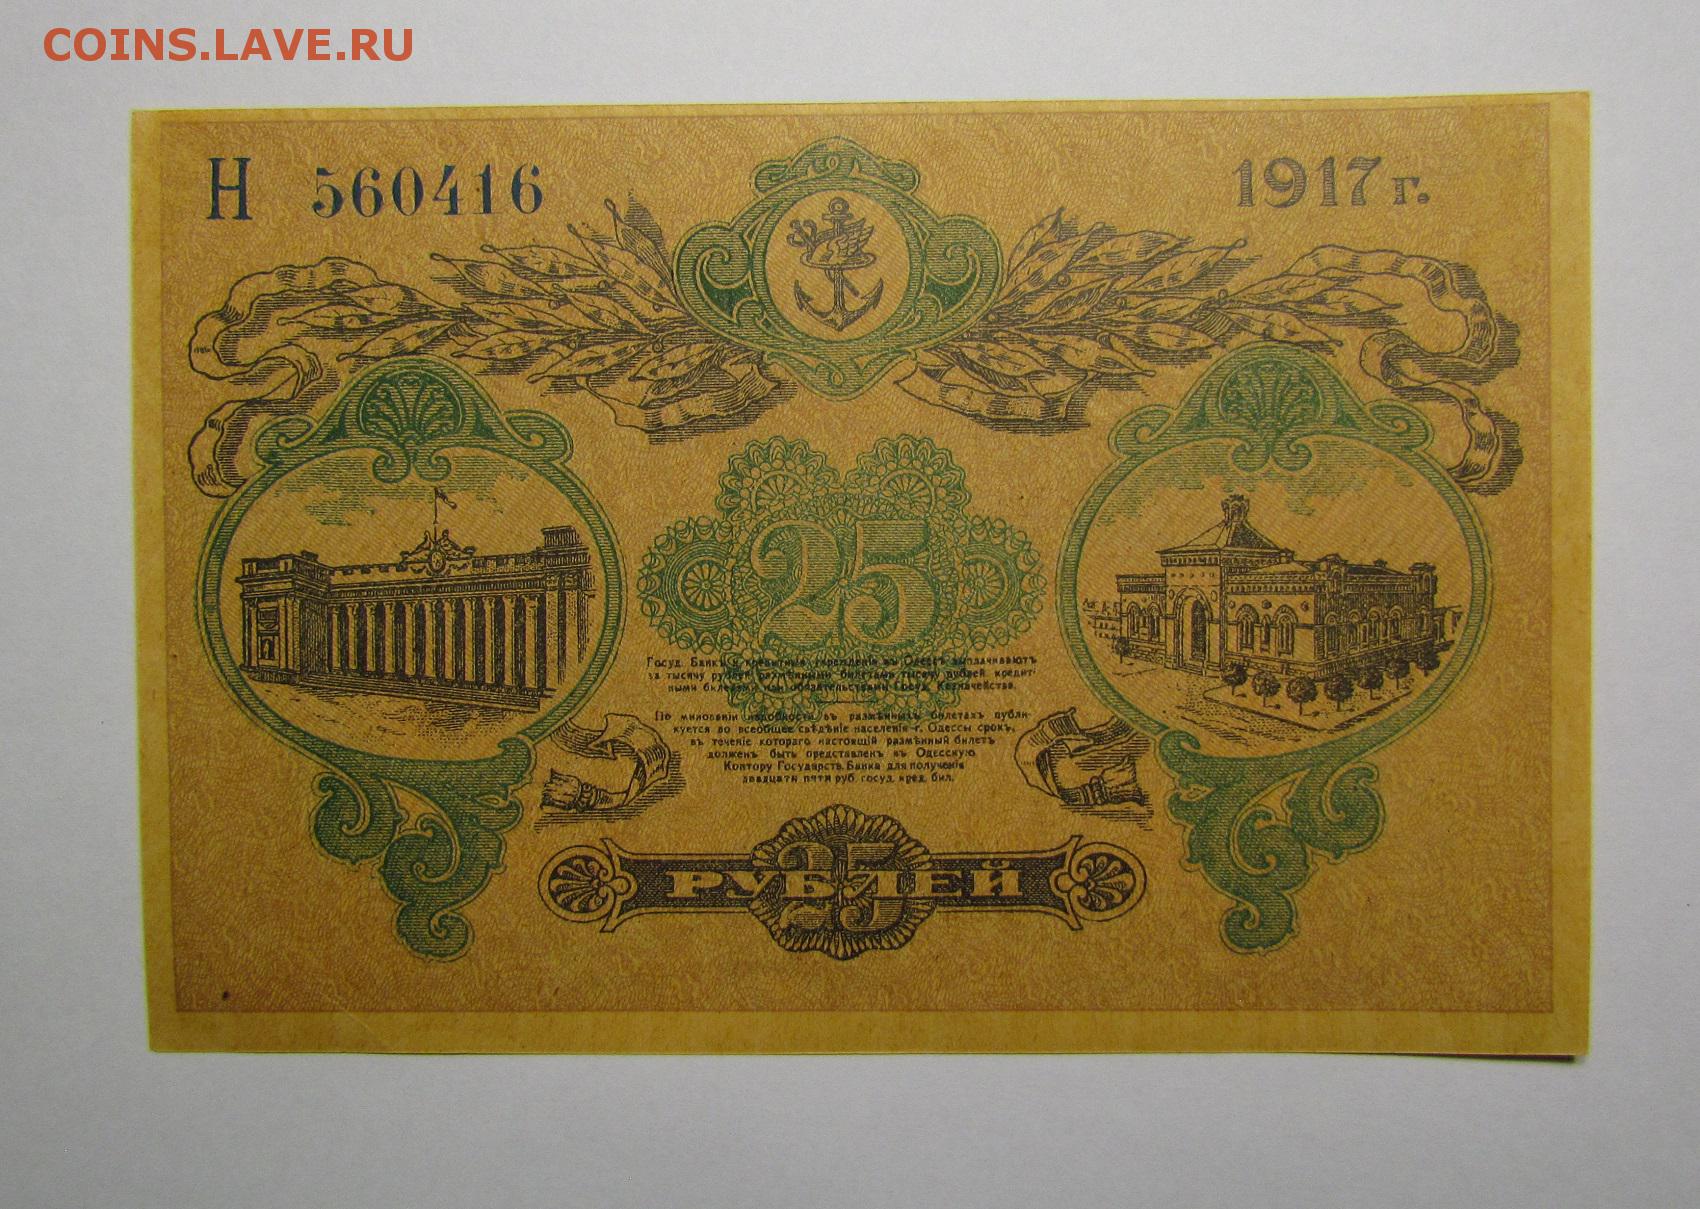 COINS.LAVE.RU
Н 560416
1917 г.
25
Госуд. Банкъ и кредитныя учрежденія въ Одессѣ выплачиваютъ
за тысячу рублей размѣнными билетами тысячу рублей кредит-
ными билетами или обязательствами Госуд. Казначейства.
По минованіи надобности въ размѣнныхъ билетахъ публи-
куется во всеобщее свѣдѣніе населенія г. Одессы срокъ,
въ теченіе котораго настоящій размѣнный билетъ
долженъ быть представленъ въ Одесскую
Контору Государств. Банка для полученія
двадцати пяти руб. госуд. кред. бил.
25
РУБЛЕЙ